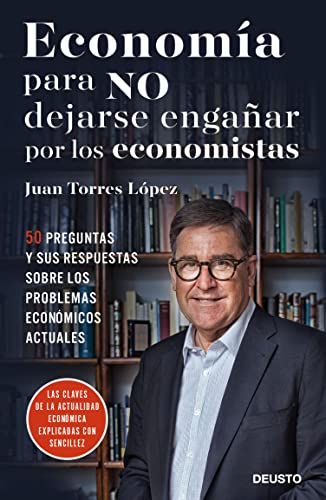 Economía
para NO
dejarse engañar
por los economistas
Juan Torres López
50 PREGUNTAS
Y SUS RESPUESTAS
SOBRE LOS
PROBLEMAS
ECONÓMICOS
ACTUALES
LAS CLAVES
DE LA ACTUALIDAD
ECONÓMICA
EXPLICADAS CON
SENCILLEZ
DEUSTO